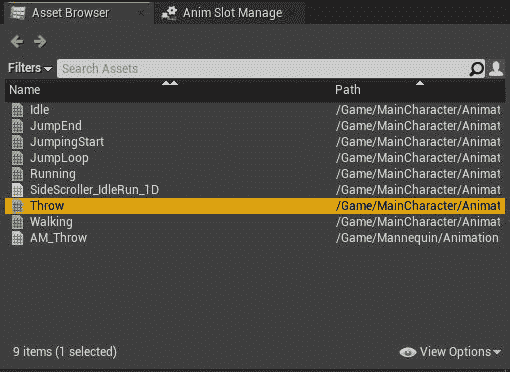 Asset Browser Anim Slot Manage
Filters Search Assets
Name Path
Idle /Game/MainCharacter/Animat
JumpEnd /Game/MainCharacter/Animat
JumpingStart /Game/MainCharacter/Animat
JumpLoop /Game/MainCharacter/Animat
Running /Game/MainCharacter/Animat
SideScroller_IdleRun_1D /Game/MainCharacter/Animat
Throw /Game/MainCharacter/Animat
Walking /Game/MainCharacter/Animat
AM_Throw /Game/Mannequin/Animation
9 items (1 selected) View Options